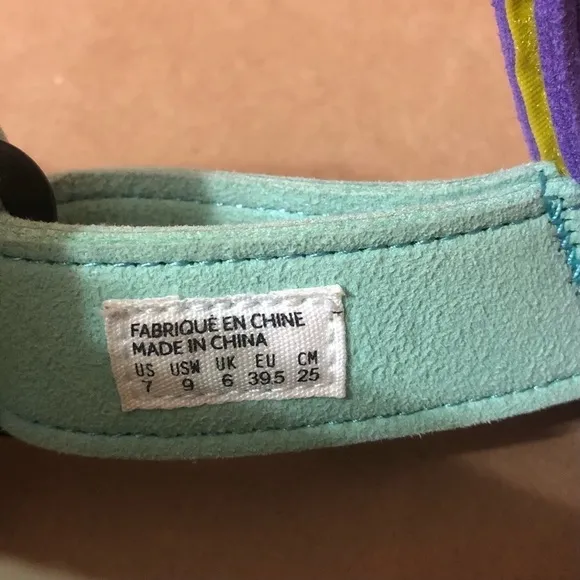 FABRIQUÉ EN CHINE
MADE IN CHINA
US USW UK EU CM
7 9 6 39.5 25